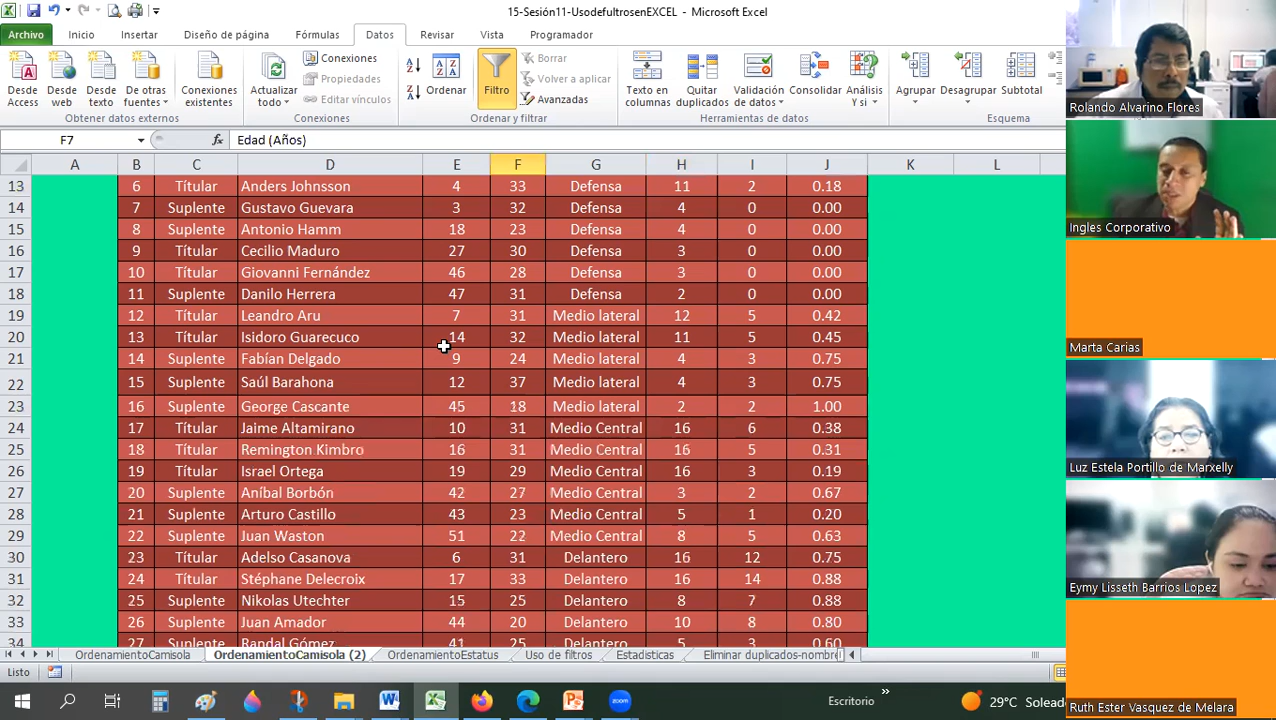 15-Sesión11-UsodefultrosenEXCEL - Microsoft Excel
Archivo Inicio Insertar Diseño de página Fórmulas Datos Revisar Vista Programador
Desde Access
Desde web
Desde texto
De otras fuentes
Conexiones existentes
Obtener datos externos
Actualizar todo
Conexiones
Propiedades
Editar vínculos
Conexiones
Ordenar
Filtro
Borrar
Volver a aplicar
Avanzadas
Ordenar y filtrar
Texto en columnas
Quitar duplicados
Validación de datos
Consolidar
Análisis Y si
Herramientas de datos
Agrupar
Desagrupar
Subtotal
Esquema
F7 fx Edad (Años)
A B C D E F G H I J K L
13 6 Títular Anders Johnsson 4 33 Defensa 11 2 0.18
14 7 Suplente Gustavo Guevara 3 32 Defensa 4 0 0.00
15 8 Suplente Antonio Hamm 18 23 Defensa 4 0 0.00
16 9 Títular Cecilio Maduro 27 30 Defensa 3 0 0.00
17 10 Títular Giovanni Fernández 46 28 Defensa 3 0 0.00
18 11 Suplente Danilo Herrera 47 31 Defensa 2 0 0.00
19 12 Títular Leandro Aru 7 31 Medio lateral 12 5 0.42
20 13 Títular Isidoro Guarecuco 14 32 Medio lateral 11 5 0.45
21 14 Suplente Fabían Delgado 9 24 Medio lateral 4 3 0.75
22 15 Suplente Saúl Barahona 12 37 Medio lateral 4 3 0.75
23 16 Suplente George Cascante 45 18 Medio lateral 2 2 1.00
24 17 Títular Jaime Altamirano 10 31 Medio Central 16 6 0.38
25 18 Títular Remington Kimbro 16 31 Medio Central 16 5 0.31
26 19 Títular Israel Ortega 19 29 Medio Central 16 3 0.19
27 20 Suplente Aníbal Borbón 42 27 Medio Central 3 2 0.67
28 21 Suplente Arturo Castillo 43 23 Medio Central 5 1 0.20
29 22 Suplente Juan Waston 51 22 Medio Central 8 5 0.63
30 23 Títular Adelso Casanova 6 31 Delantero 16 12 0.75
31 24 Títular Stéphane Delecroix 17 33 Delantero 16 14 0.88
32 25 Suplente Nikolas Utechter 15 25 Delantero 8 7 0.88
33 26 Suplente Juan Amador 44 20 Delantero 10 8 0.80
34 27 Suplente Randal Gómez 41 25 Delantero 5 3 0.60
OrdenamientoCamisola OrdenamientoCamisola (2) OrdenamientoEstatus Uso de filtros Estadísticas Eliminar duplicados-nombre
Listo
Escritorio » 29°C Solead
Rolando Alvarino Flores
Ingles Corporativo
Marta Carias
Luz Estela Portillo de Marxelly
Eymy Lisseth Barrios Lopez
Ruth Ester Vasquez de Melara
zoom